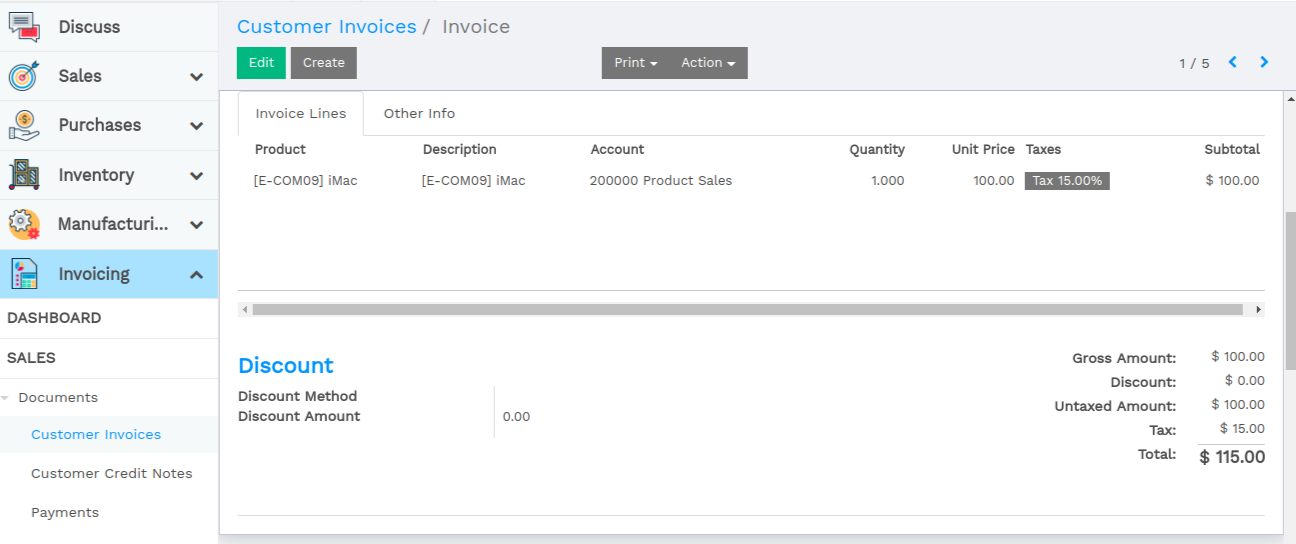 Discuss
Sales
Purchases
Inventory
Manufacturi...
Invoicing
DASHBOARD
SALES
Documents
Customer Invoices
Customer Credit Notes
Payments
Customer Invoices / Invoice
Edit Create Print Action 1 / 5
Invoice Lines Other Info
Product Description Account Quantity Unit Price Taxes Subtotal
[E-COM09] iMac [E-COM09] iMac 200000 Product Sales 1.000 100.00 Tax 15.00% $ 100.00
Discount
Discount Method
Discount Amount 0.00
Gross Amount: $ 100.00
Discount: $ 0.00
Untaxed Amount: $ 100.00
Tax: $ 15.00
Total: $ 115.00